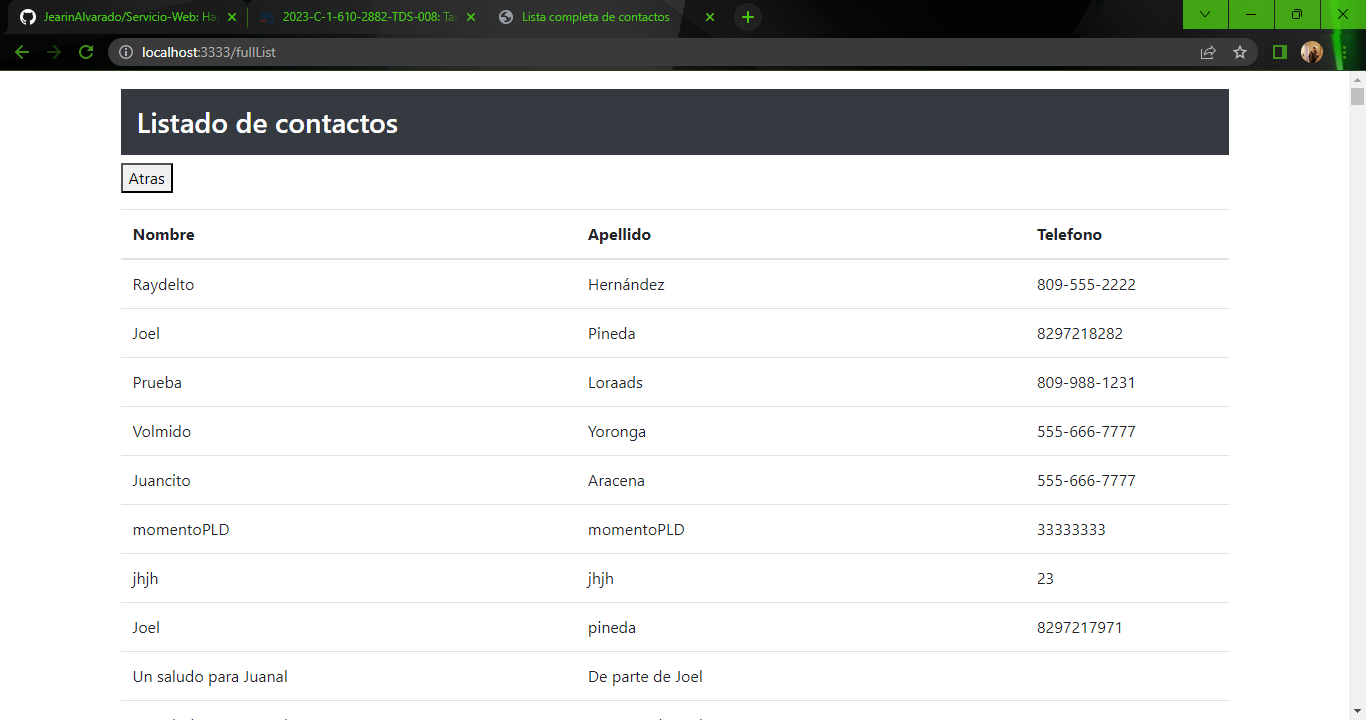 JearinAlvarado/Servicio-Web: Ha
2023-C-1-610-2882-TDS-008: Ta
Lista completa de contactos
localhost:3333/fullList
Listado de contactos
Atras
Nombre Apellido Telefono
Raydelto Hernández 809-555-2222
Joel Pineda 8297218282
Prueba Loraads 809-988-1231
Volmido Yoronga 555-666-7777
Juancito Aracena 555-666-7777
momentoPLD momentoPLD 33333333
jhjh jhjh 23
Joel pineda 8297217971
Un saludo para Juanal De parte de Joel